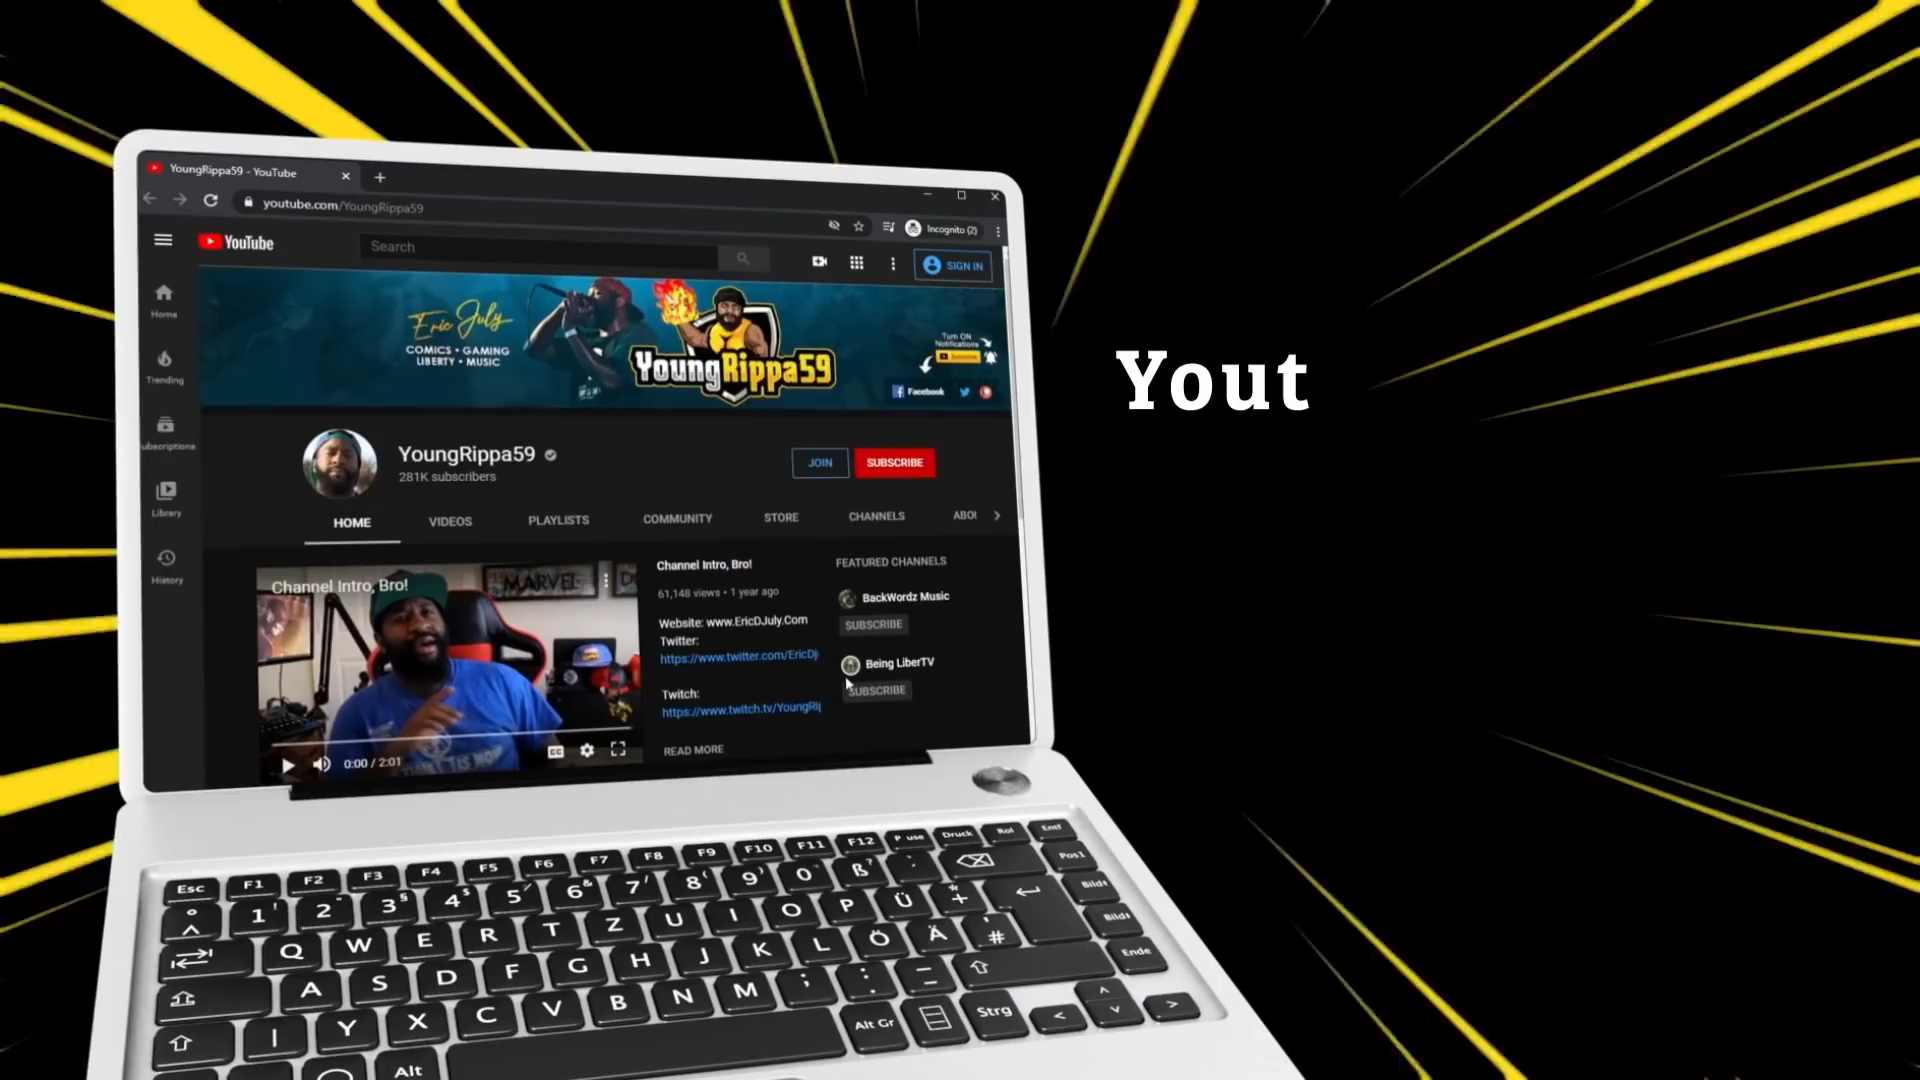 YoungRippa59 - YouTube
youtube.com/YoungRippa59
Incognito (2)
YouTube
Search
SIGN IN
Home
Trending
Subscriptions
Library
History
Eric July
COMICS • GAMING
LIBERTY • MUSIC
YoungRippa59
Turn ON
Notifications
Facebook
YoungRippa59
281K subscribers
JOIN
SUBSCRIBE
HOME
VIDEOS
PLAYLISTS
COMMUNITY
STORE
CHANNELS
ABOU
Channel Intro, Bro!
MARVEL
0:00 / 2:01
Channel Intro, Bro!
61,148 views • 1 year ago
Website: www.EricDJuly.Com
Twitter:
https://www.twitter.com/EricDJ
Twitch:
https://www.twitch.tv/YoungRip
READ MORE
FEATURED CHANNELS
BackWordz Music
SUBSCRIBE
Being LiberTV
SUBSCRIBE
Yout
Esc F1 F2 F3 F4 F5 F6 F7 F8 F9 F10 F11 F12 Druck Rol Entf
1 2 3 4 5 6 7 8 9 0 ß Pos1
Q W E R T Z U I O P Ü + Bild
A S D F G H J K L Ö Ä # Bild
Y X C V B N M ; : _ Ende
Alt Alt Gr Strg